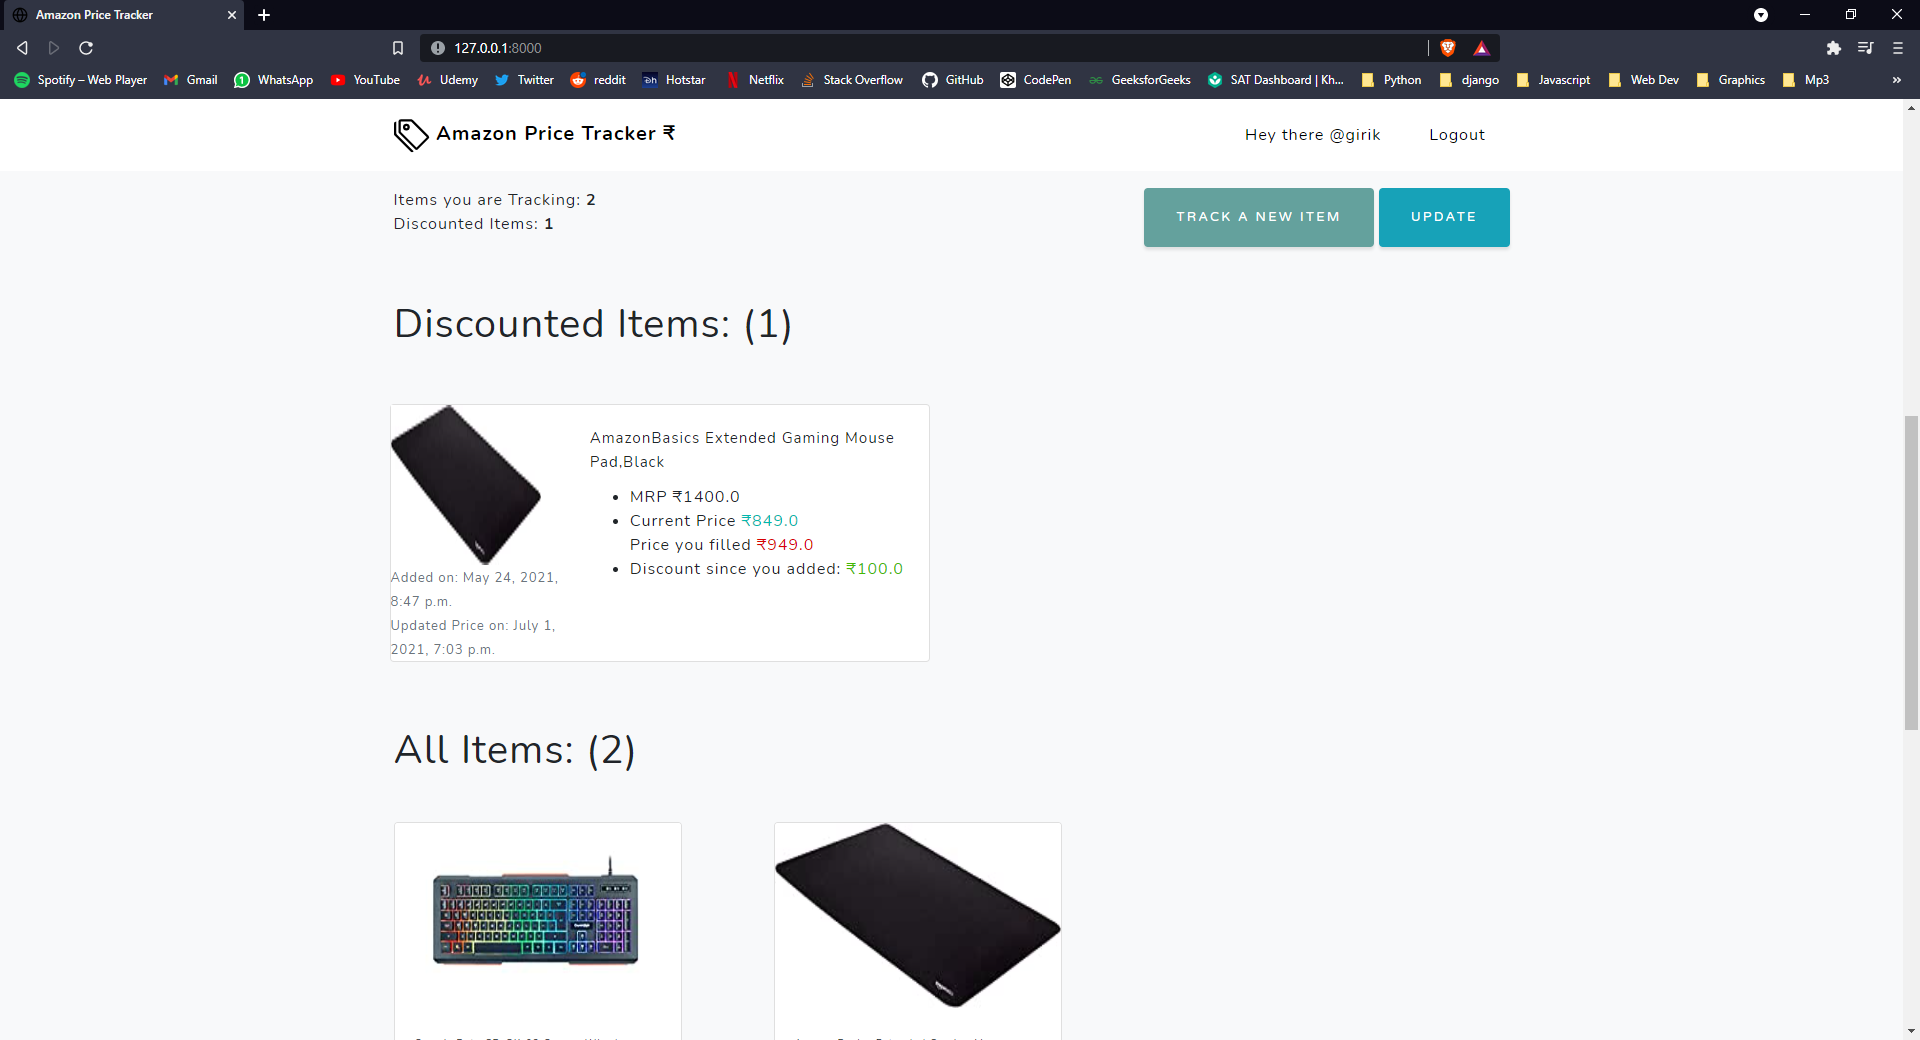 Amazon Price Tracker
127.0.0.1:8000
Spotify – Web Player Gmail WhatsApp YouTube Udemy Twitter reddit Hotstar Netflix Stack Overflow GitHub CodePen GeeksforGeeks SAT Dashboard | Kh... Python django Javascript Web Dev Graphics Mp3 »
Amazon Price Tracker ₹
Hey there @girik
Logout
Items you are Tracking: 2
Discounted Items: 1
TRACK A NEW ITEM
UPDATE
Discounted Items: (1)
AmazonBasics Extended Gaming Mouse
Pad,Black
• MRP ₹1400.0
• Current Price ₹849.0
Price you filled ₹949.0
• Discount since you added: ₹100.0
Added on: May 24, 2021,
8:47 p.m.
Updated Price on: July 1,
2021, 7:03 p.m.
All Items: (2)